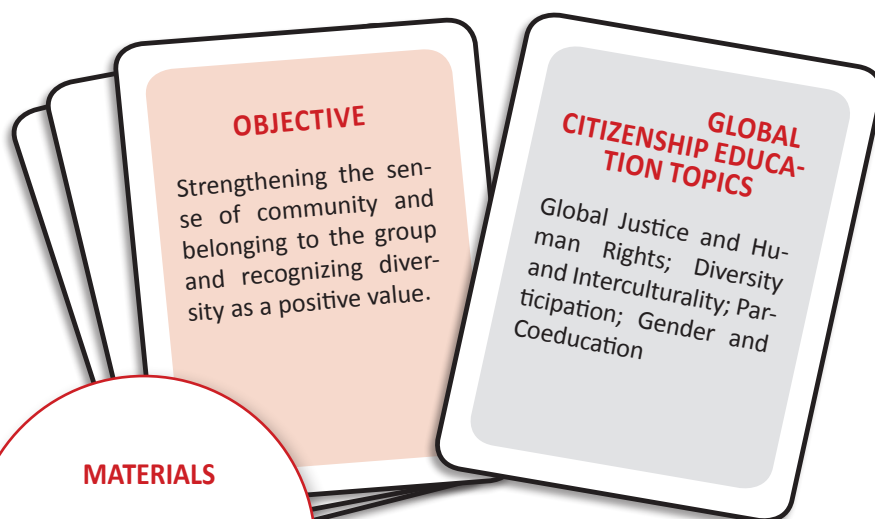 OBJECTIVE
Strengthening the sen-
se of community and
belonging to the group
and recognizing diver-
sity as a positive value.
GLOBAL
CITIZENSHIP EDUCA-
TION TOPICS
Global Justice and Hu-
man Rights; Diversity
and Interculturality; Par-
ticipation; Gender and
Coeducation
MATERIALS